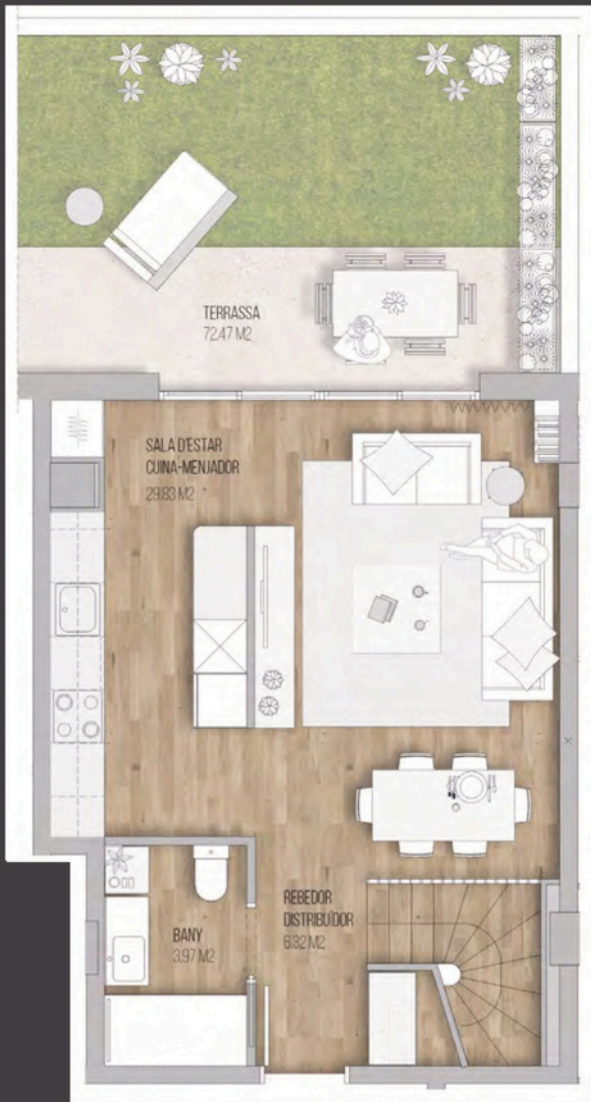 TERRASSA
72.47 M2
SALA D'ESTAR
CUINA-MENJADOR
29.83 M2
REBEDOR
DISTRIBUÏDOR
6.32 M2
BANY
3.97 M2